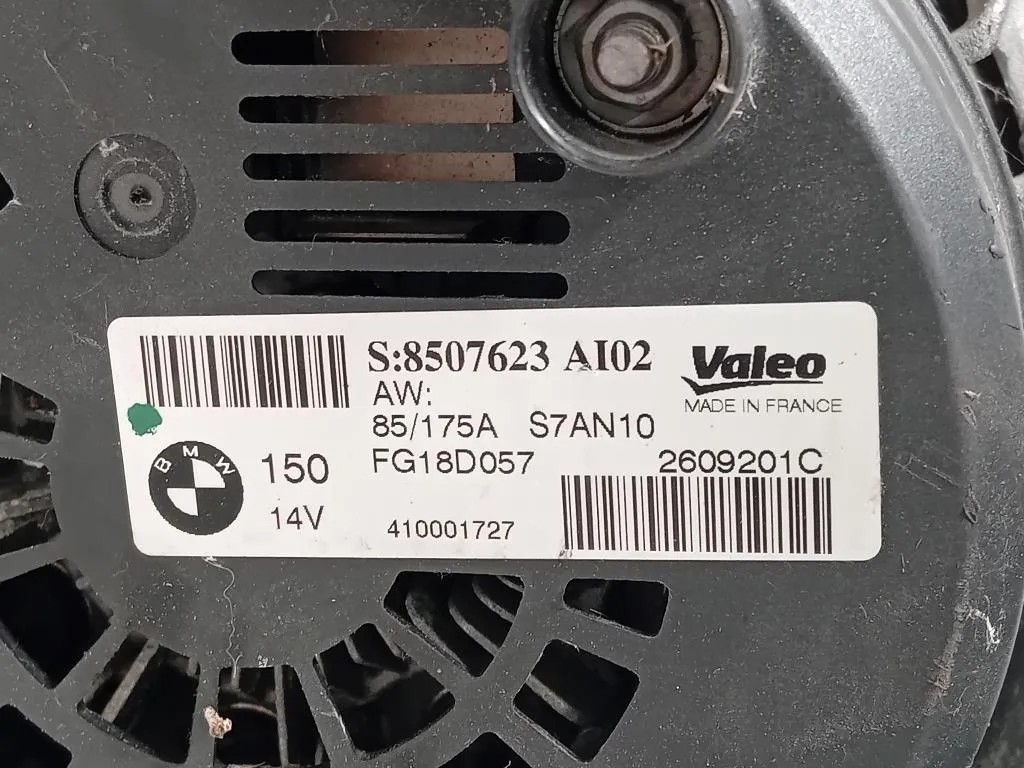 S:8507623 AI02
Valeo
AW:
MADE IN FRANCE
85/175A S7AN10
BMW
150
FG18D057
2609201C
14V
410001727